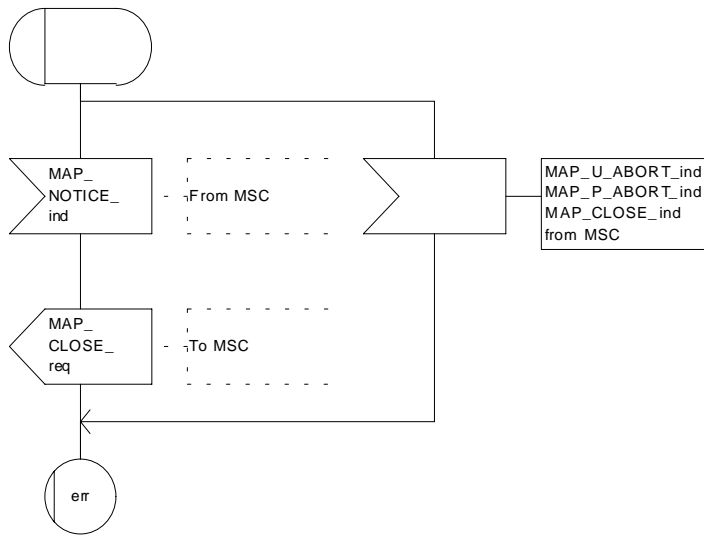 MAP_
NOTICE_
ind
From MSC
MAP_U_ABORT_ind
MAP_P_ABORT_ind
MAP_CLOSE_ind
from MSC
MAP_
CLOSE_
req
To MSC
err